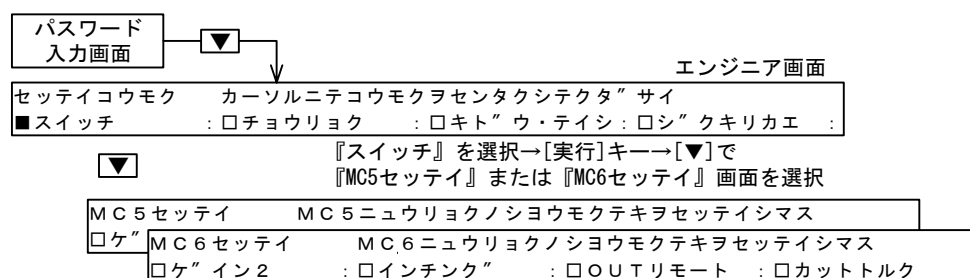 パスワード
入力画面
▼
エンジニア画面
セッテイコウモク　　カーソルニテコウモクヲセンタクシテクダ″サイ
■スイッチ　　　　：□チョウリョク　　：□キト″ウ・テイシ：□シ″クキリカエ　：
▼
『スイッチ』を選択→[実行]キー→[▼]で
『MC5セッテイ』または『MC6セッテイ』画面を選択
ＭＣ５セッテイ　　　ＭＣ５ニュウリョクノシヨウモクテキヲセッテイシマス
□ケ″
ＭＣ６セッテイ　　　ＭＣ６ニュウリョクノシヨウモクテキヲセッテイシマス
□ケ″イン２　　　：□インチンク″　　：□ＯＵＴリモート　：□カットトルク